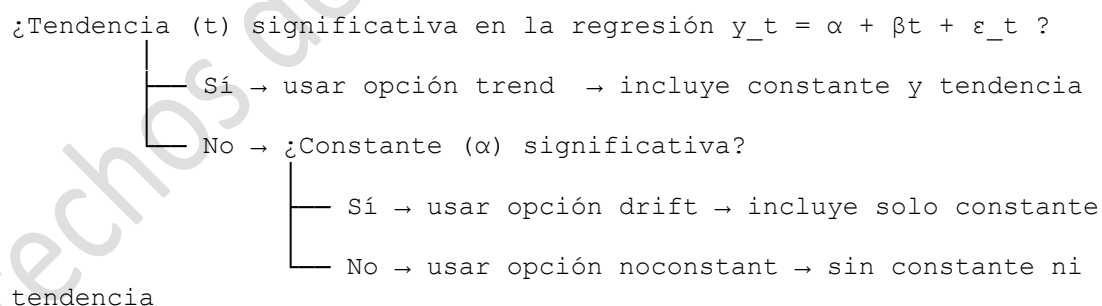 ¿Tendencia (t) significativa en la regresión y_t = α + βt + ε_t ?
Sí → usar opción trend → incluye constante y tendencia
No → ¿Constante (α) significativa?
Sí → usar opción drift → incluye solo constante
No → usar opción noconstant → sin constante ni
tendencia